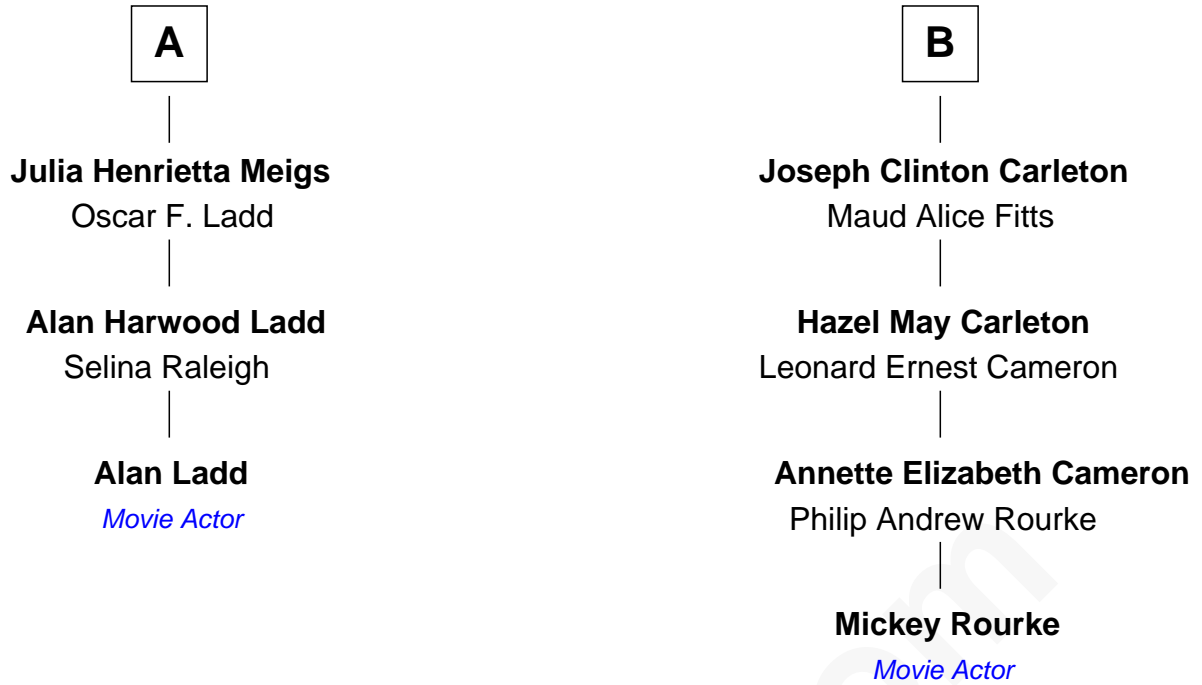 A
Julia Henrietta Meigs
Oscar F. Ladd
Alan Harwood Ladd
Selina Raleigh
Alan Ladd
Movie Actor
B
Joseph Clinton Carleton
Maud Alice Fitts
Hazel May Carleton
Leonard Ernest Cameron
Annette Elizabeth Cameron
Philip Andrew Rourke
Mickey Rourke
Movie Actor
om